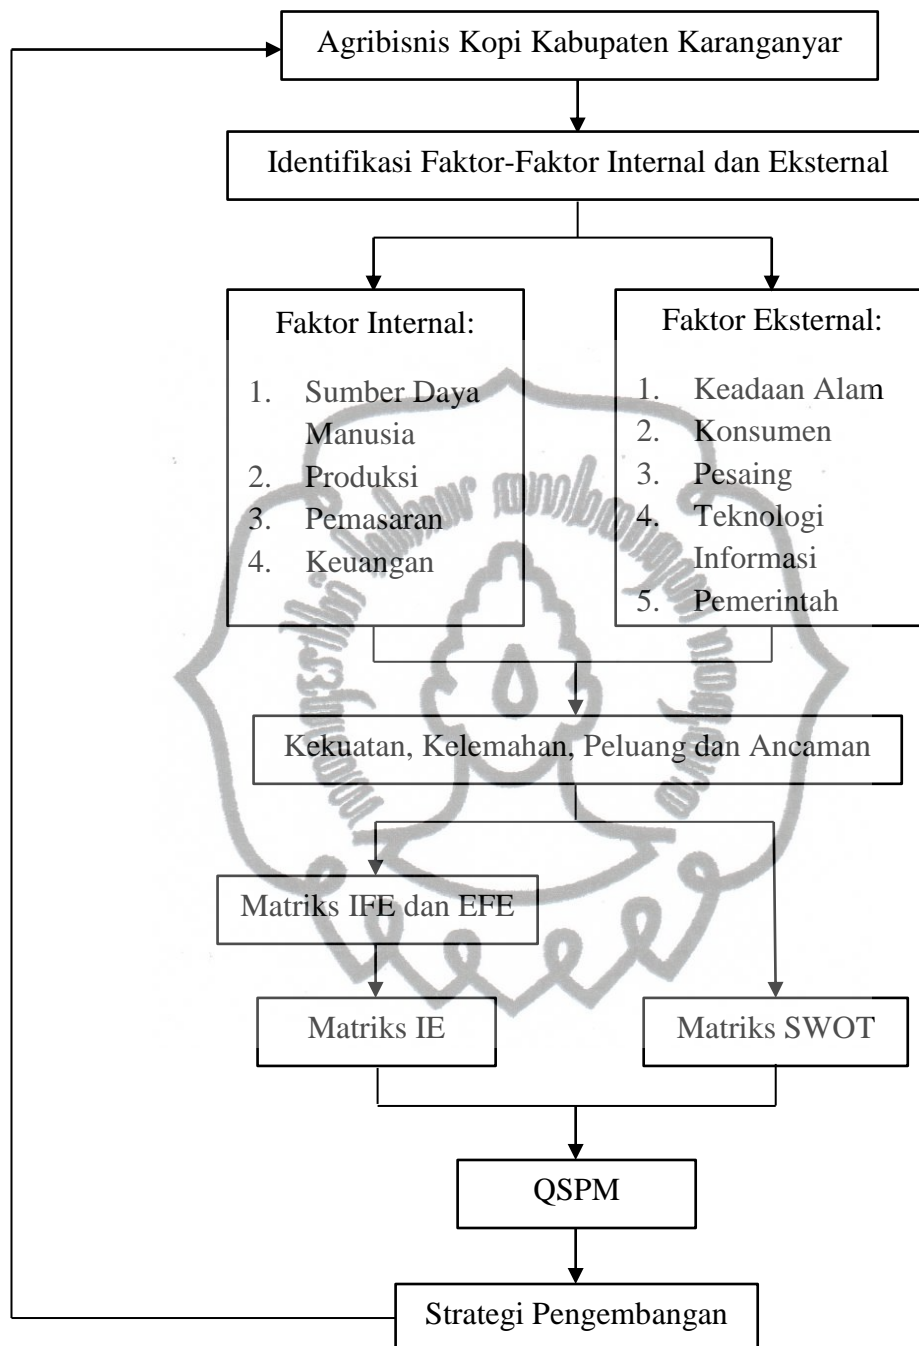 Agribisnis Kopi Kabupaten Karanganyar
Identifikasi Faktor-Faktor Internal dan Eksternal
Faktor Internal:
1. Sumber Daya
Manusia
2. Produksi
3. Pemasaran
4. Keuangan
Faktor Eksternal:
1. Keadaan Alam
2. Konsumen
3. Pesaing
4. Teknologi
Informasi
5. Pemerintah
Kekuatan, Kelemahan, Peluang dan Ancaman
Matriks IFE dan EFE
Matriks IE
Matriks SWOT
QSPM
Strategi Pengembangan